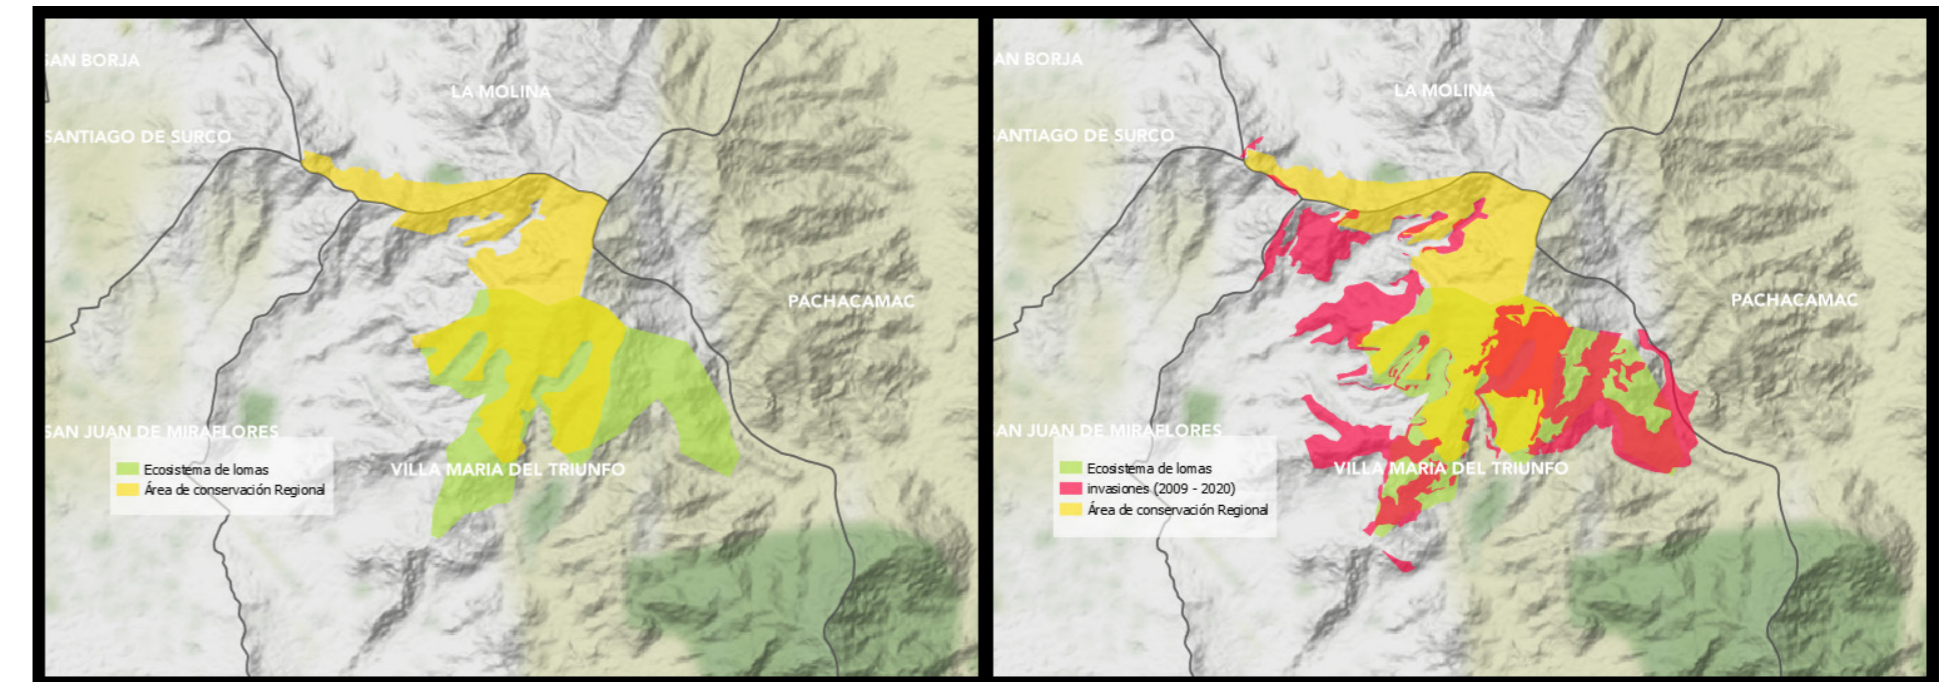 SAN BORJA
LA MOLINA
SANTIAGO DE SURCO
PACHACAMAC
SAN JUAN DE MIRAFLORES
Ecosistema de lomas
Área de conservación Regional
VILLA MARIA DEL TRIUNFO
AN BORJA
LA MOLINA
SANTIAGO DE SURCO
PACHACAMAC
AN JUAN DE MIRAFLORES
Ecosistema de lomas
invasiones (2009 - 2020)
Área de conservación Regional
VILLA MARIA DEL TRIUNFO